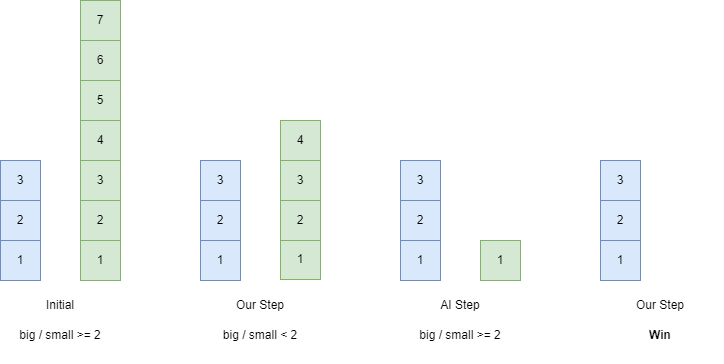 7
6
5
4 4
3 3 3 3 3 3
2 2 2 2 2 2
1 1 1 1 1 1 1
Initial Our Step AI Step Our Step
big / small >= 2 big / small < 2 big / small >= 2 Win